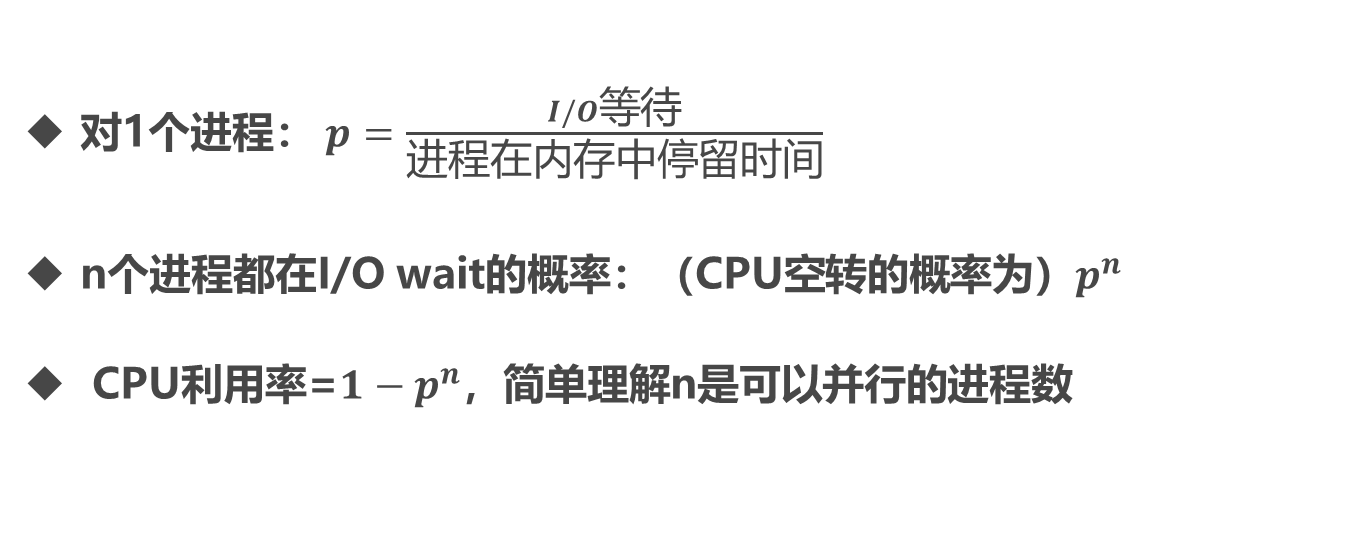 ◆ 对1个进程： p = I/O等待 / 进程在内存中停留时间
◆ n个进程都在I/O wait的概率：（CPU空转的概率为）pⁿ
◆ CPU利用率=1 − pⁿ，简单理解n是可以并行的进程数